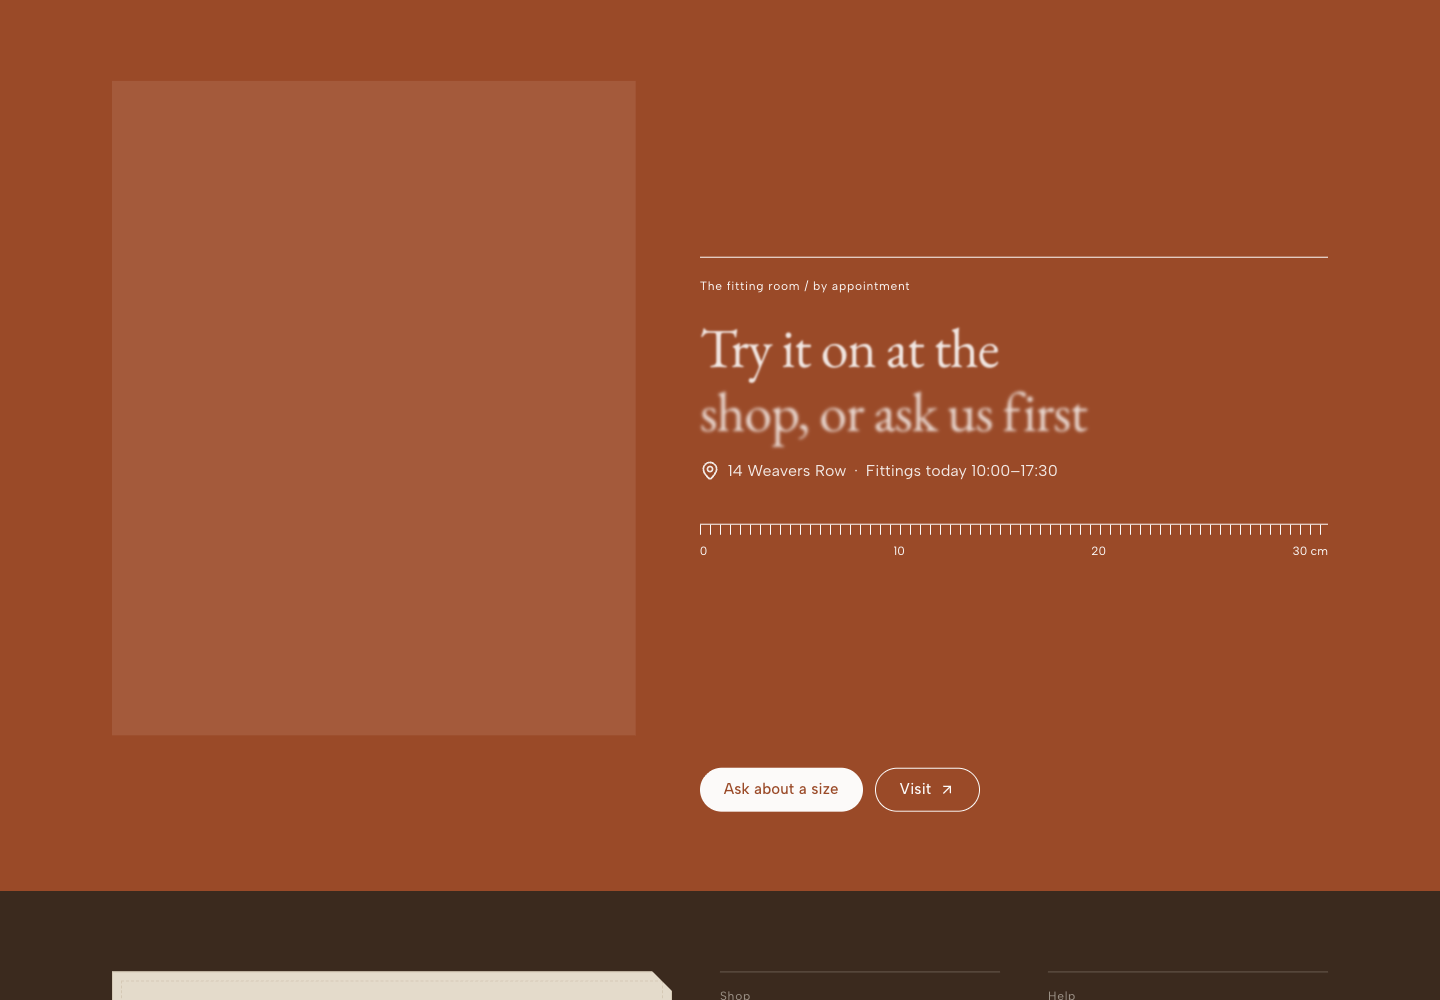 The fitting room / by appointment
Try it on at the
shop, or ask us first
14 Weavers Row · Fittings today 10:00–17:30
0 10 20 30 cm
Ask about a size
Visit
Shop
Help